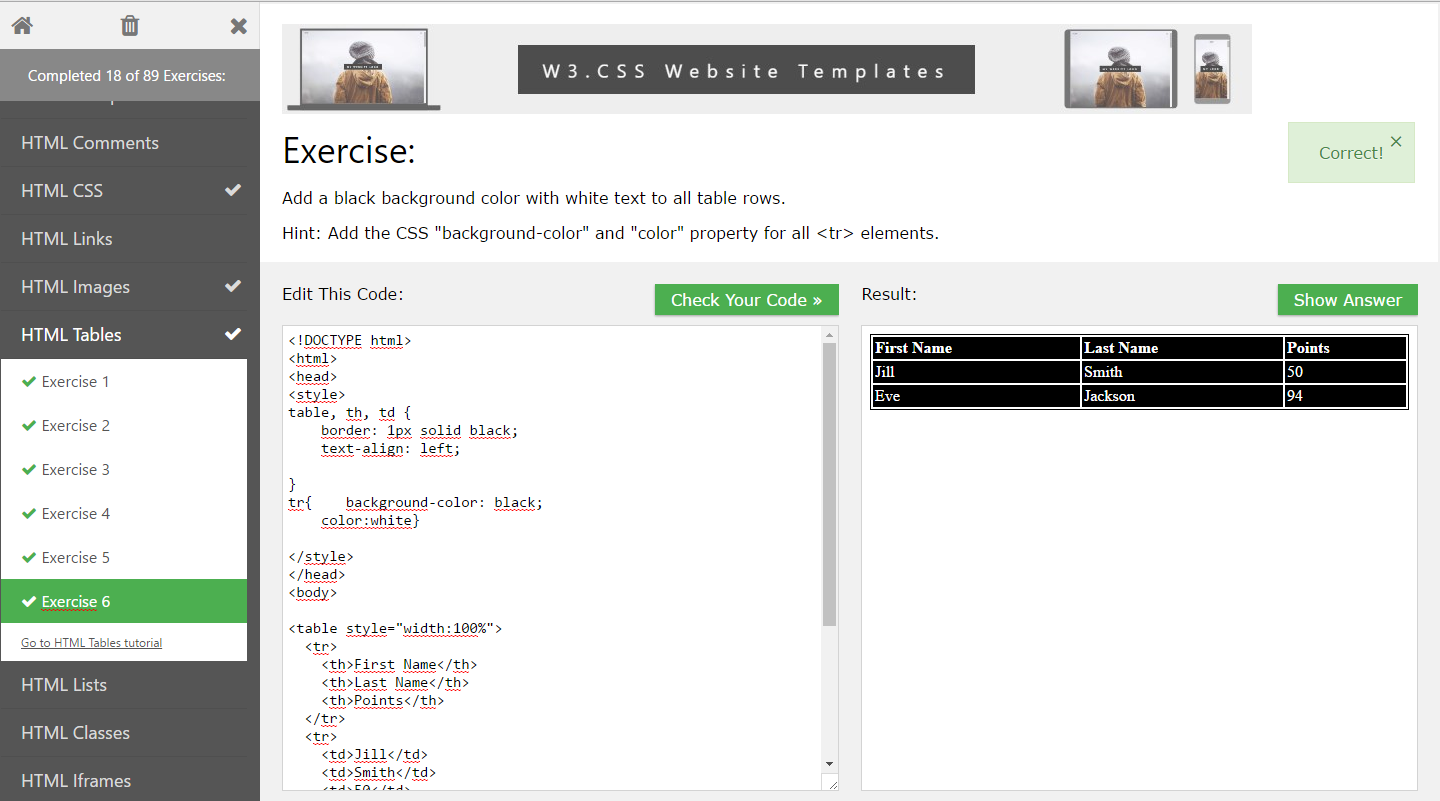 Completed 18 of 89 Exercises:
HTML Comments
HTML CSS
HTML Links
HTML Images
HTML Tables
Exercise 1
Exercise 2
Exercise 3
Exercise 4
Exercise 5
Exercise 6
Go to HTML Tables tutorial
HTML Lists
HTML Classes
HTML Iframes
W3.CSS Website Templates
Exercise:
Correct!
Add a black background color with white text to all table rows.
Hint: Add the CSS "background-color" and "color" property for all <tr> elements.
Edit This Code:
Check Your Code »
<!DOCTYPE html>
<html>
<head>
<style>
table, th, td {
    border: 1px solid black;
    text-align: left;
}
tr{    background-color: black;
    color:white}
</style>
</head>
<body>
<table style="width:100%">
  <tr>
    <th>First Name</th>
    <th>Last Name</th>
    <th>Points</th>
  </tr>
  <tr>
    <td>Jill</td>
    <td>Smith</td>
    <td>50</td>
Result:
Show Answer
First Name Last Name Points
Jill Smith 50
Eve Jackson 94